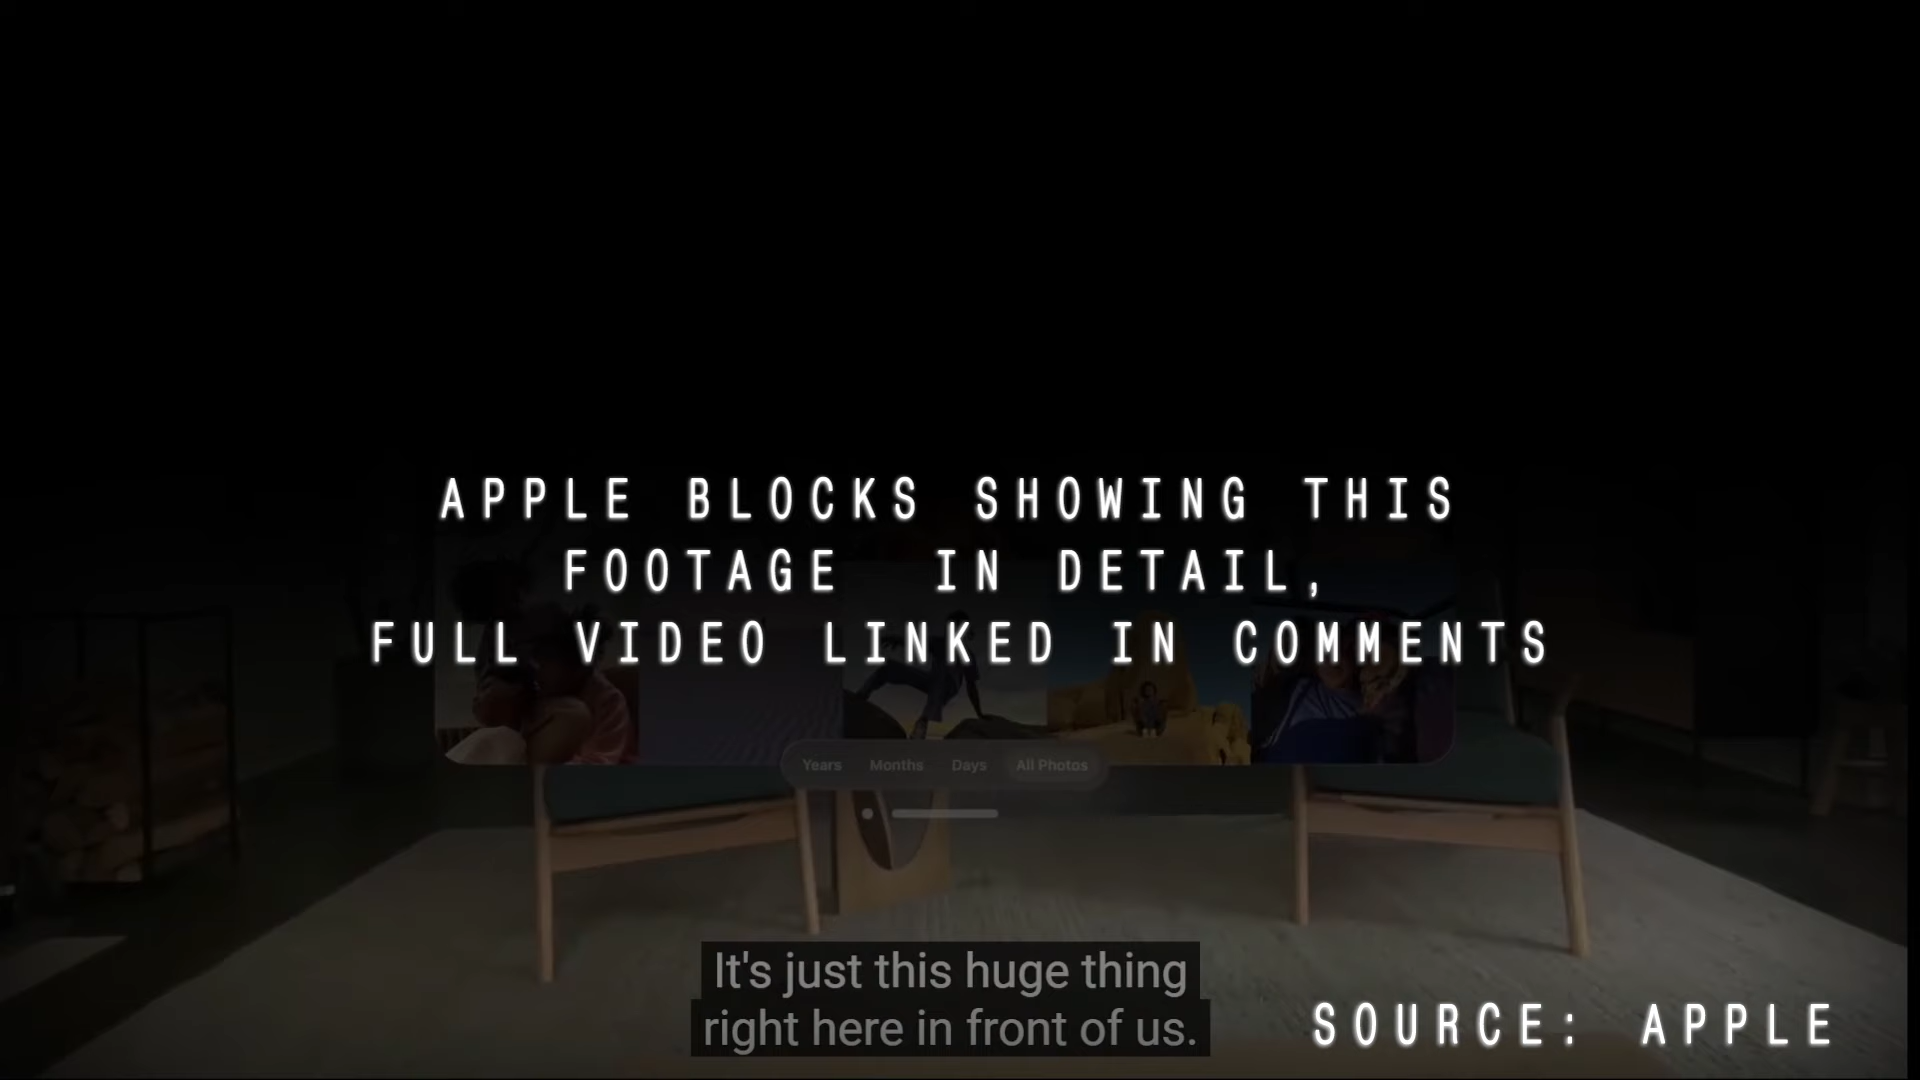 APPLE BLOCKS SHOWING THIS
FOOTAGE IN DETAIL,
FULL VIDEO LINKED IN COMMENTS
Years Months Days All Photos
It's just this huge thing
right here in front of us.
SOURCE: APPLE